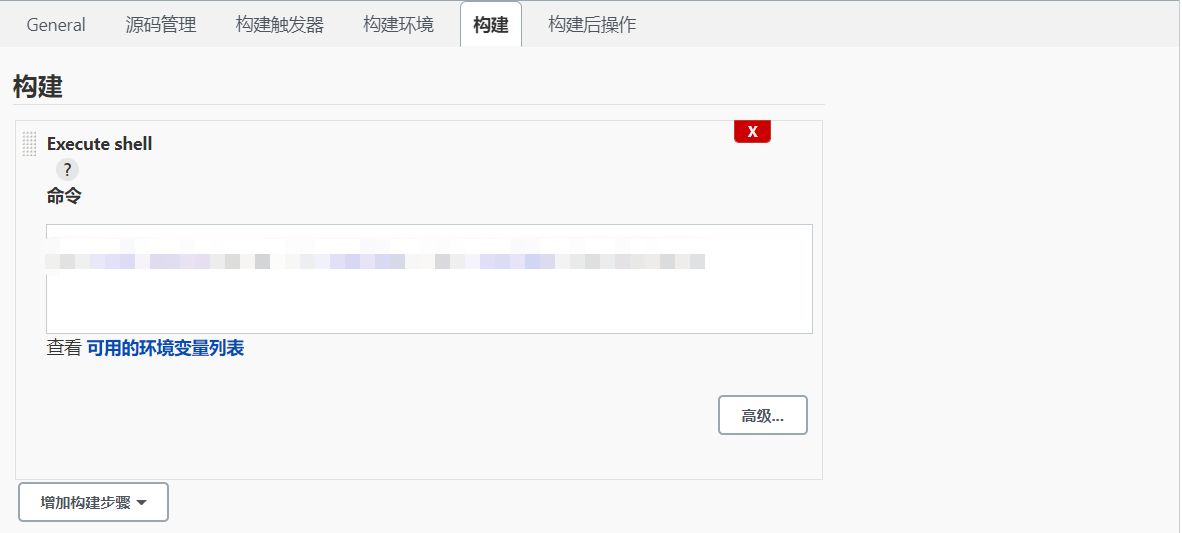 General 源码管理 构建触发器 构建环境 构建 构建后操作
构建
X
Execute shell
?
命令
查看 可用的环境变量列表
高级...
增加构建步骤